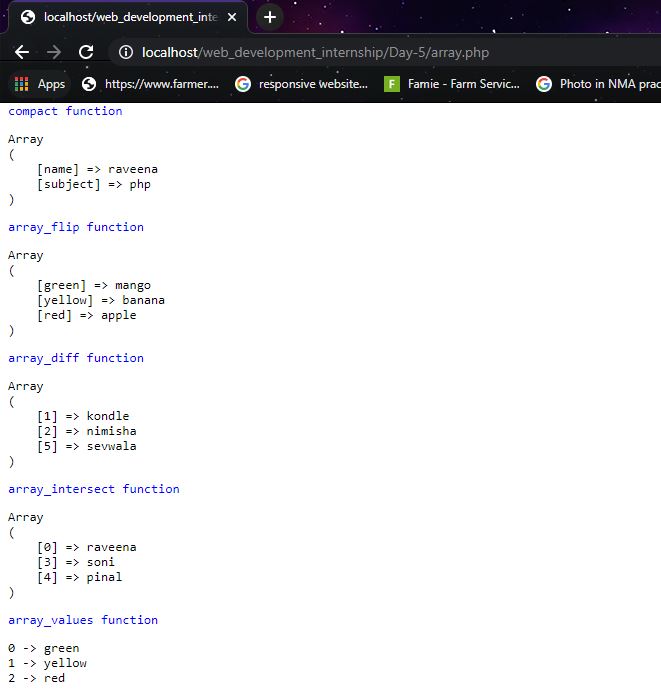 localhost/web_development_inte
localhost/web_development_internship/Day-5/array.php
Apps https://www.farmer.... responsive website... Famie - Farm Servic... Photo in NMA prac
compact function
Array
(
[name] => raveena
[subject] => php
)
array_flip function
Array
(
[green] => mango
[yellow] => banana
[red] => apple
)
array_diff function
Array
(
[1] => kondle
[2] => nimisha
[5] => sevwala
)
array_intersect function
Array
(
[0] => raveena
[3] => soni
[4] => pinal
)
array_values function
0 -> green
1 -> yellow
2 -> red